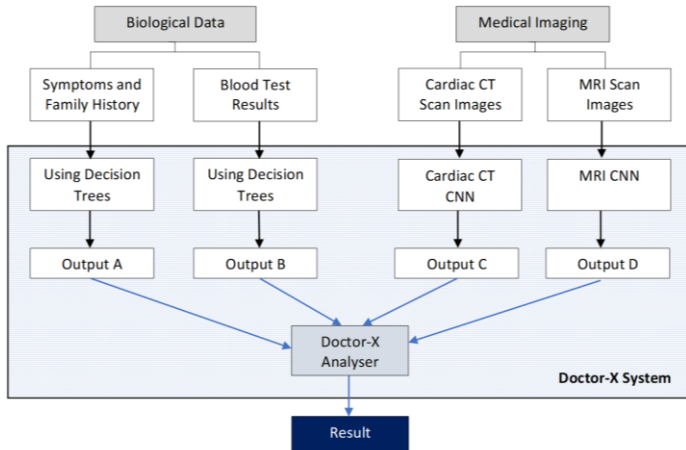 Biological Data
Medical Imaging
Symptoms and
Family History
Blood Test
Results
Cardiac CT
Scan Images
MRI Scan
Images
Using Decision
Trees
Using Decision
Trees
Cardiac CT
CNN
MRI CNN
Output A
Output B
Output C
Output D
Doctor-X
Analyser
Doctor-X System
Result